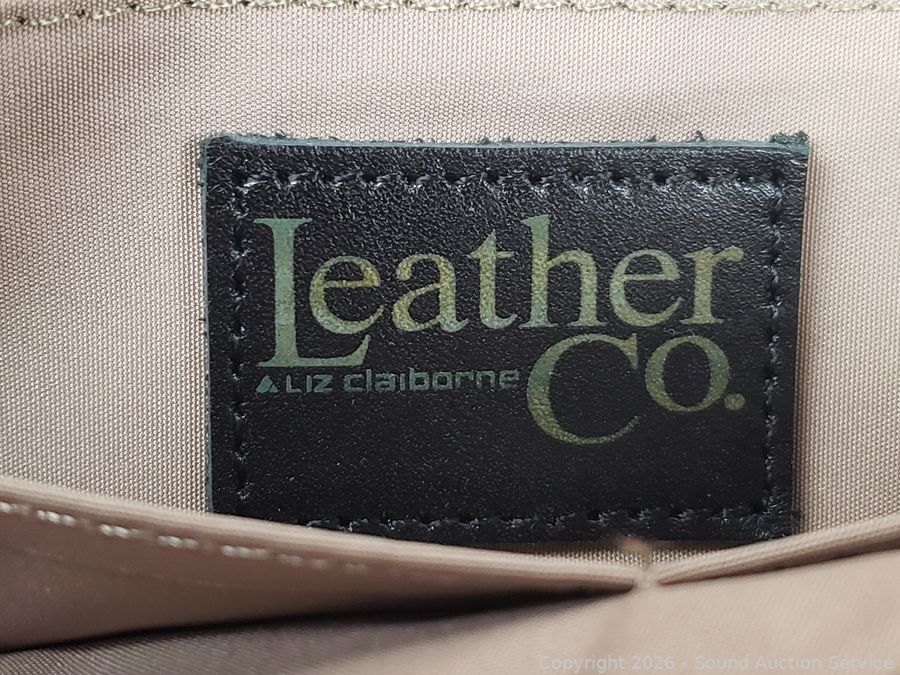 Leather
LIZ claiborne
Co.
Copyright 2026 • Sound Auction Service